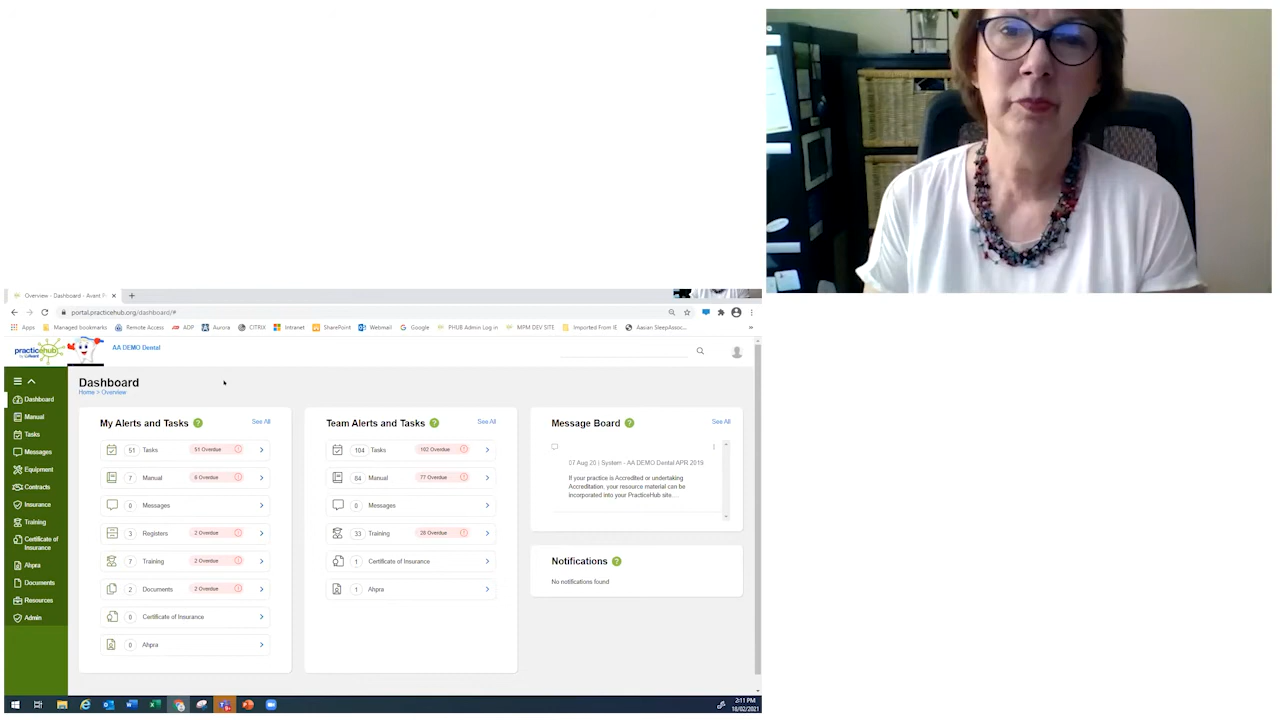 Overview - Dashboard - Avant P
portal.practicehub.org/dashboard/#
Apps Managed bookmarks Remote Access ADP Aurora CITRIX Intranet SharePoint Webmail Google PHUB Admin Log in MPM DEV SITE Imported From IE Aasan SleepAssoc...
practicehub
by Avant
AA DEMO Dental
Dashboard
Home > Overview
Dashboard
Manual
Tasks
Messages
Equipment
Contracts
Insurance
Training
Certificate of
Insurance
Ahpra
Documents
Resources
Admin
My Alerts and Tasks ? See All
51 Tasks 51 Overdue
7 Manual 6 Overdue
0 Messages
3 Registers 2 Overdue
7 Training 2 Overdue
2 Documents 2 Overdue
0 Certificate of Insurance
0 Ahpra
Team Alerts and Tasks ? See All
104 Tasks 102 Overdue
84 Manual 77 Overdue
0 Messages
33 Training 28 Overdue
1 Certificate of Insurance
1 Ahpra
Message Board ? See All
07 Aug 20 | System - AA DEMO Dental APR 2019
If your practice is Accredited or undertaking
Accreditation, your resource material can be
incorporated into your PracticeHub site....
Notifications ?
No notifications found
2:11 PM
18/02/2021